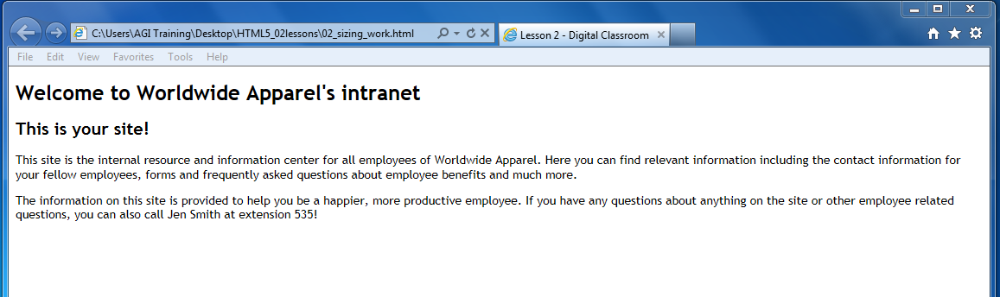 C:\Users\AGI Training\Desktop\HTML5_02lessons\02_sizing_work.html
Lesson 2 - Digital Classroom
File Edit View Favorites Tools Help
Welcome to Worldwide Apparel's intranet
This is your site!
This site is the internal resource and information center for all employees of Worldwide Apparel. Here you can find relevant information including the contact information for
your fellow employees, forms and frequently asked questions about employee benefits and much more.
The information on this site is provided to help you be a happier, more productive employee. If you have any questions about anything on the site or other employee related
questions, you can also call Jen Smith at extension 535!